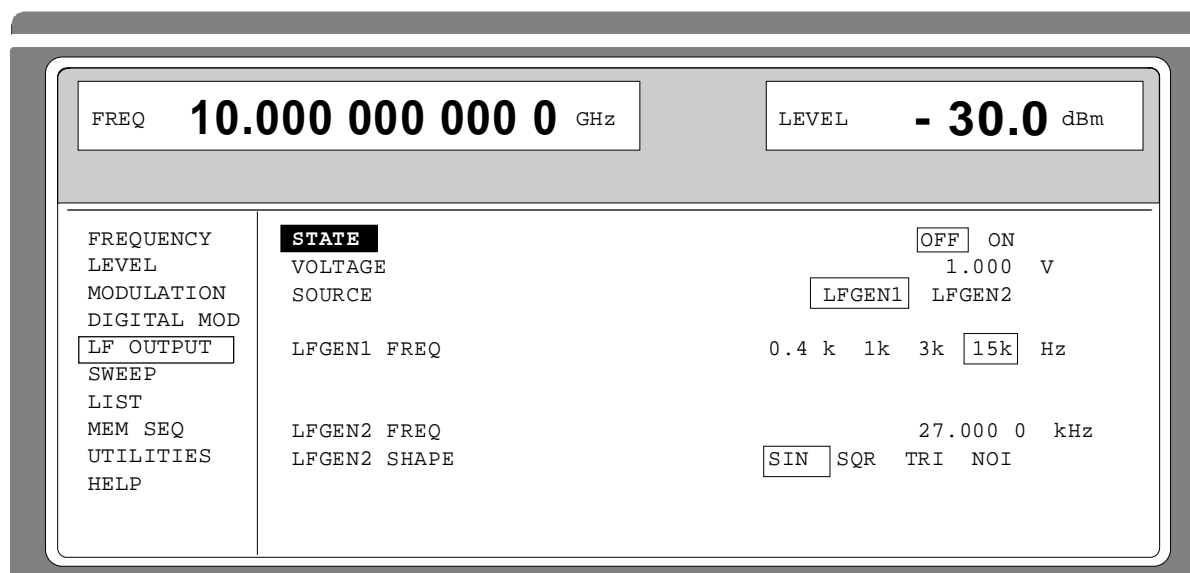 FREQ 10.000 000 000 0 GHz
LEVEL - 30.0 dBm
FREQUENCY
LEVEL
MODULATION
DIGITAL MOD
LF OUTPUT
SWEEP
LIST
MEM SEQ
UTILITIES
HELP
STATE OFF ON
VOLTAGE 1.000 V
SOURCE LFGEN1 LFGEN2
LFGEN1 FREQ 0.4 k 1k 3k 15k Hz
LFGEN2 FREQ 27.000 0 kHz
LFGEN2 SHAPE SIN SQR TRI NOI